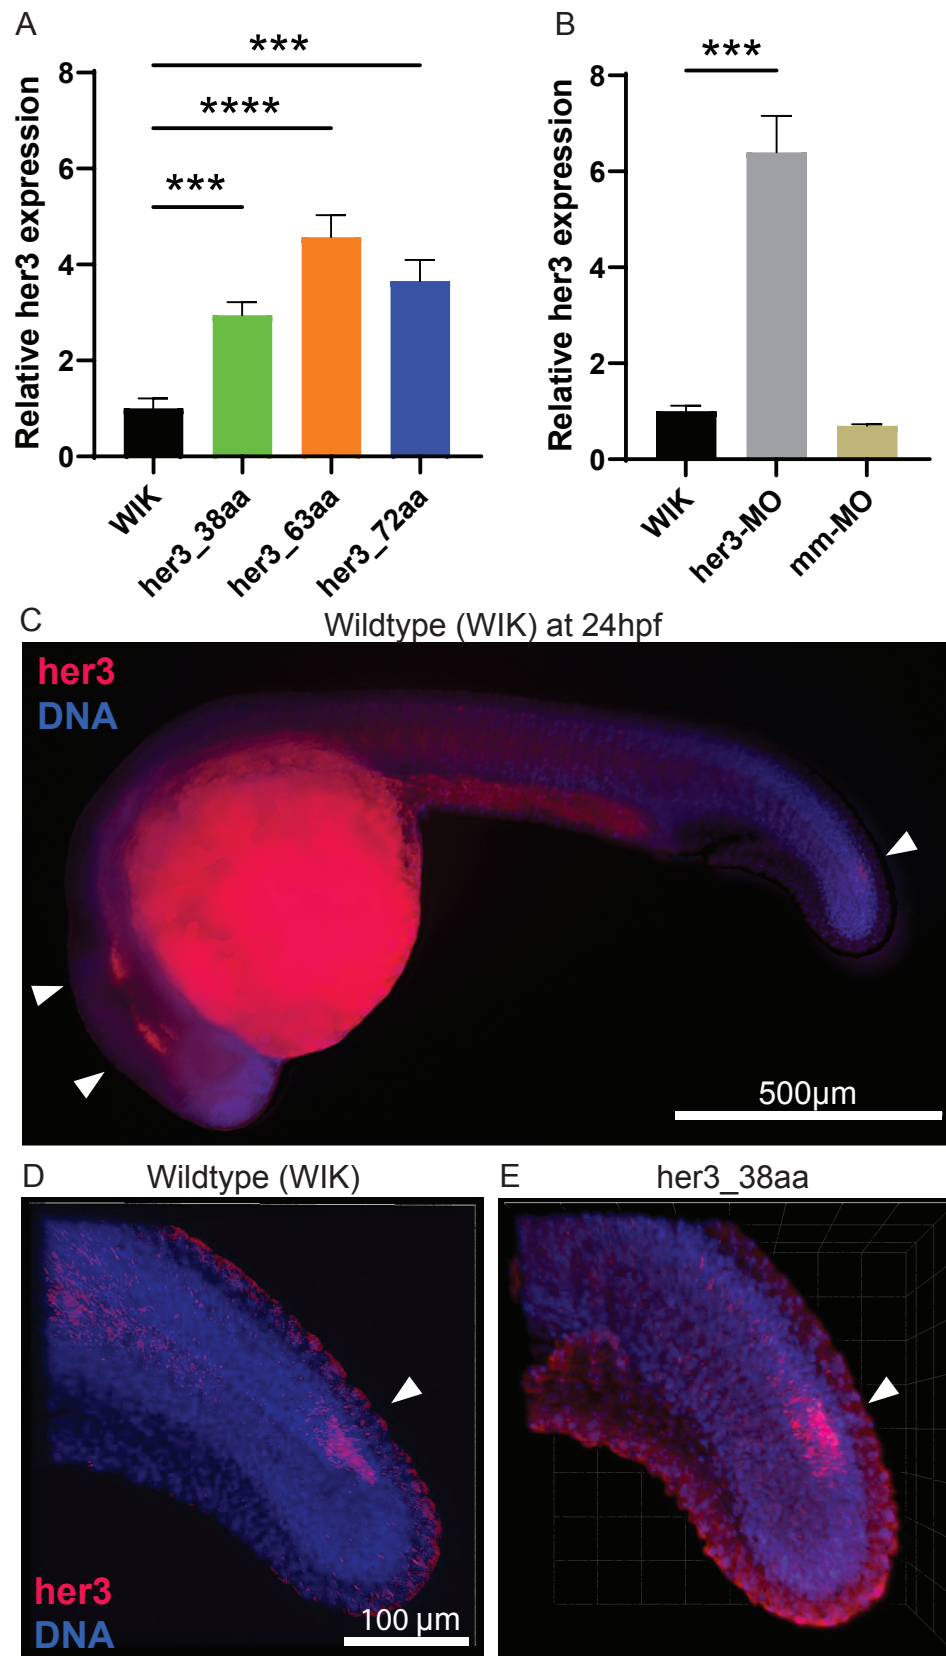 A
B
***
****
***
8
6
4
2
0
Relative her3 expression
WIK
her3_38aa
her3_63aa
her3_72aa
***
8
6
4
2
0
Relative her3 expression
WIK
her3-MO
mm-MO
C
Wildtype (WIK) at 24hpf
her3
DNA
500µm
D
Wildtype (WIK)
her3
DNA
100 µm
E
her3_38aa